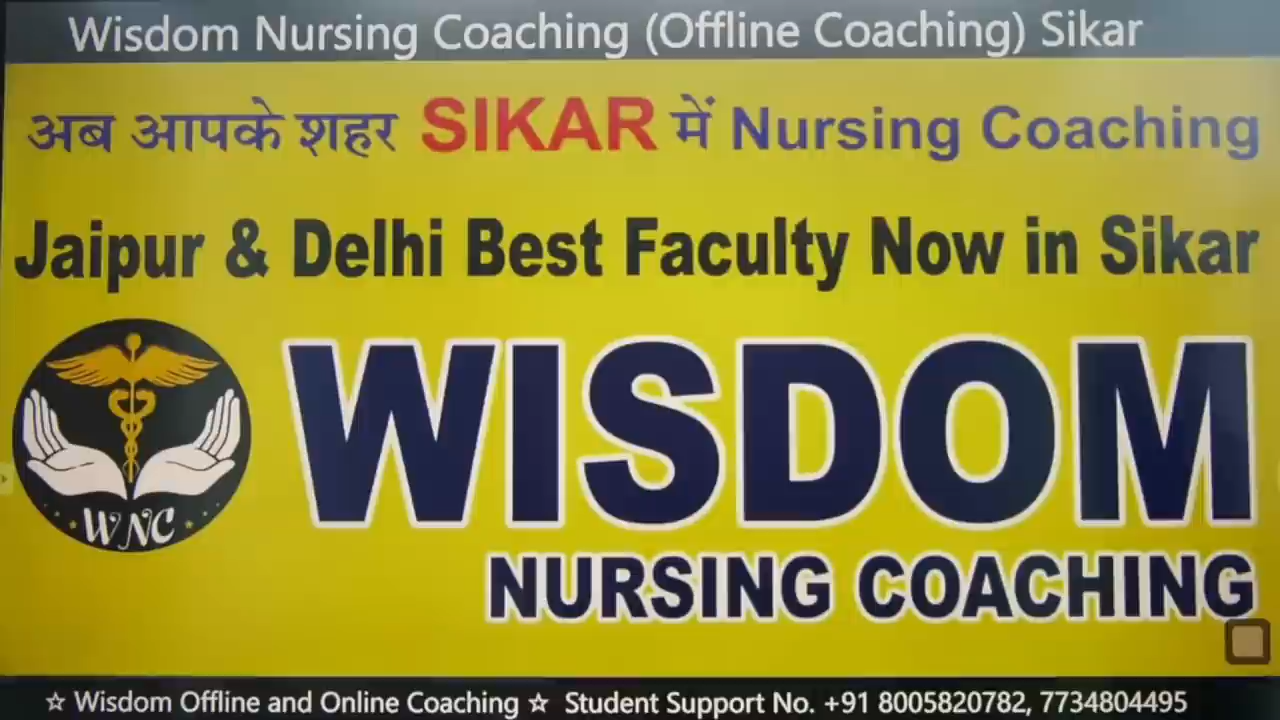 Wisdom Nursing Coaching (Offline Coaching) Sikar
अब आपके शहर SIKAR में Nursing Coaching
Jaipur & Delhi Best Faculty Now in Sikar
WISDOM
WNC
NURSING COACHING
☆ Wisdom Offline and Online Coaching ☆ Student Support No. +91 8005820782, 7734804495